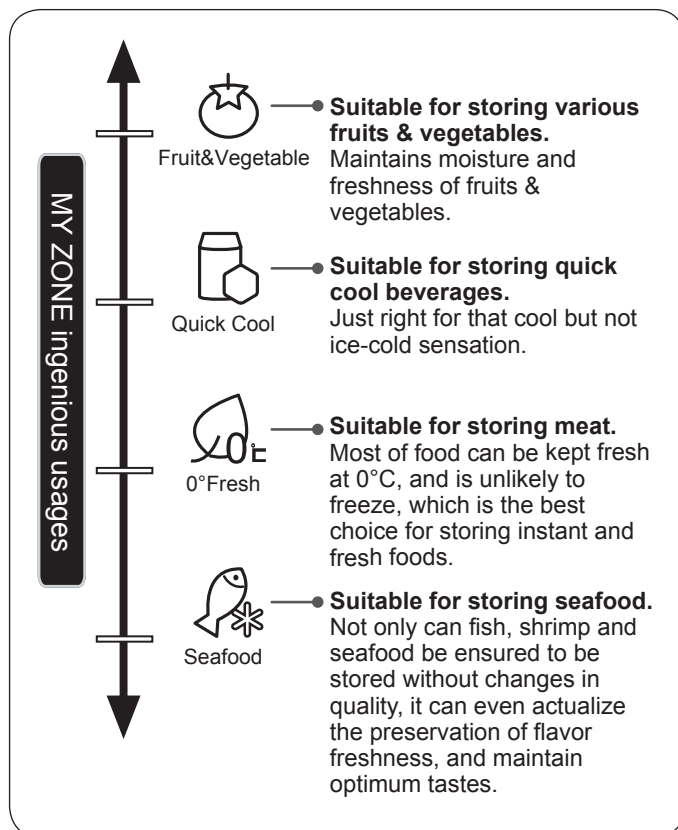 MY ZONE ingenious usages
Fruit&Vegetable
Suitable for storing various
fruits & vegetables.
Maintains moisture and
freshness of fruits &
vegetables.
Quick Cool
Suitable for storing quick
cool beverages.
Just right for that cool but not
ice-cold sensation.
0℃
0°Fresh
Suitable for storing meat.
Most of food can be kept fresh
at 0°C, and is unlikely to
freeze, which is the best
choice for storing instant and
fresh foods.
Seafood
Suitable for storing seafood.
Not only can fish, shrimp and
seafood be ensured to be
stored without changes in
quality, it can even actualize
the preservation of flavor
freshness, and maintain
optimum tastes.